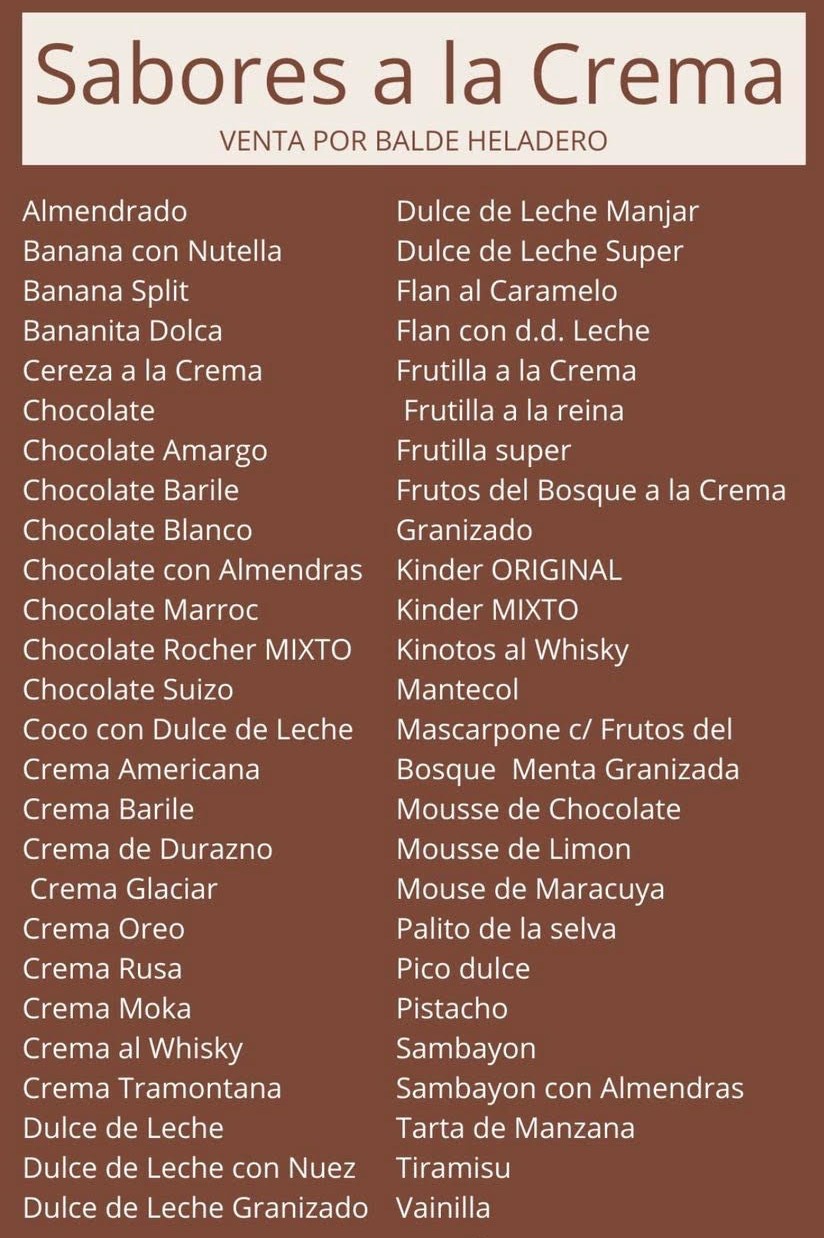 Sabores a la Crema
VENTA POR BALDE HELADERO
Almendrado
Banana con Nutella
Banana Split
Bananita Dolca
Cereza a la Crema
Chocolate
Chocolate Amargo
Chocolate Barile
Chocolate Blanco
Chocolate con Almendras
Chocolate Marroc
Chocolate Rocher MIXTO
Chocolate Suizo
Coco con Dulce de Leche
Crema Americana
Crema Barile
Crema de Durazno
Crema Glaciar
Crema Oreo
Crema Rusa
Crema Moka
Crema al Whisky
Crema Tramontana
Dulce de Leche
Dulce de Leche con Nuez
Dulce de Leche Granizado
Dulce de Leche Manjar
Dulce de Leche Super
Flan al Caramelo
Flan con d.d. Leche
Frutilla a la Crema
Frutilla a la reina
Frutilla super
Frutos del Bosque a la Crema
Granizado
Kinder ORIGINAL
Kinder MIXTO
Kinotos al Whisky
Mantecol
Mascarpone c/ Frutos del
Bosque  Menta Granizada
Mousse de Chocolate
Mousse de Limon
Mouse de Maracuya
Palito de la selva
Pico dulce
Pistacho
Sambayon
Sambayon con Almendras
Tarta de Manzana
Tiramisu
Vainilla